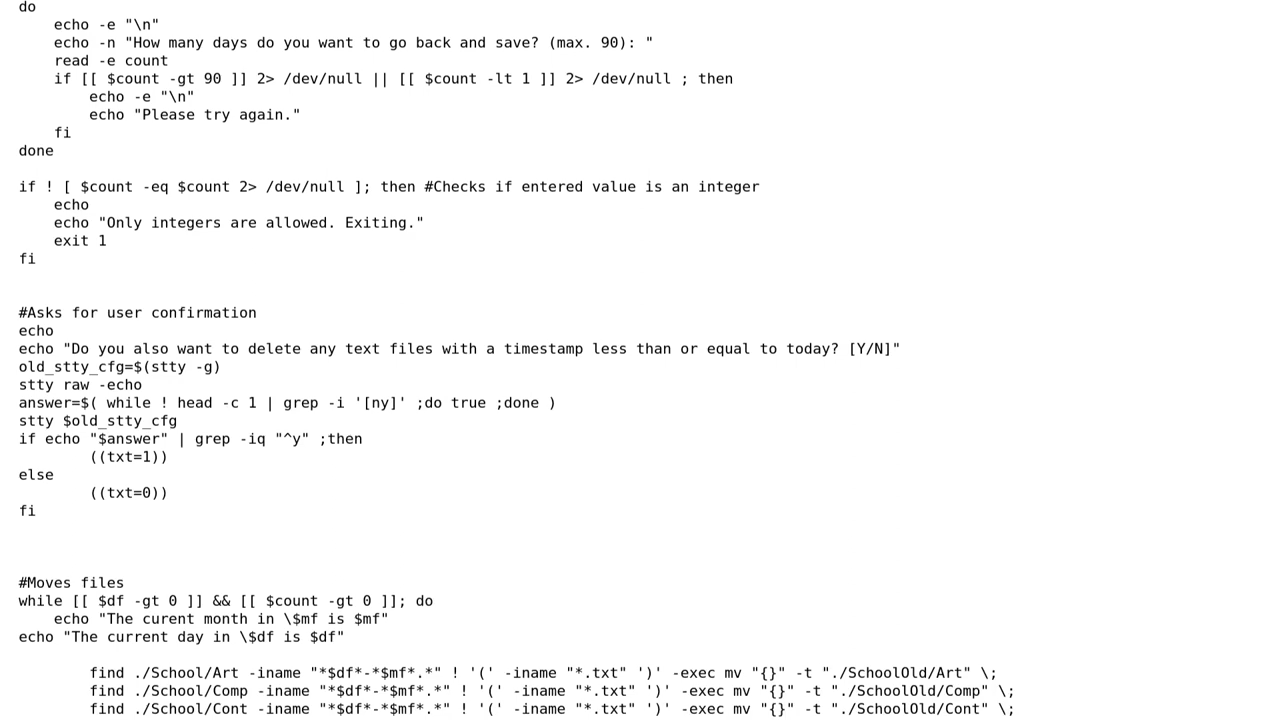 do
    echo -e "\n"
    echo -n "How many days do you want to go back and save? (max. 90): "
    read -e count
    if [[ $count -gt 90 ]] 2> /dev/null || [[ $count -lt 1 ]] 2> /dev/null ; then
        echo -e "\n"
        echo "Please try again."
    fi
done

if ! [ $count -eq $count 2> /dev/null ]; then #Checks if entered value is an integer
    echo
    echo "Only integers are allowed. Exiting."
    exit 1
fi


#Asks for user confirmation
echo
echo "Do you also want to delete any text files with a timestamp less than or equal to today? [Y/N]"
old_stty_cfg=$(stty -g)
stty raw -echo
answer=$( while ! head -c 1 | grep -i '[ny]' ;do true ;done )
stty $old_stty_cfg
if echo "$answer" | grep -iq "^y" ;then
        ((txt=1))
else
        ((txt=0))
fi



#Moves files
while [[ $df -gt 0 ]] && [[ $count -gt 0 ]]; do
    echo "The curent month in \$mf is $mf"
echo "The current day in \$df is $df"

        find ./School/Art -iname "*$df*-*$mf*.*" ! '(' -iname "*.txt" ')' -exec mv "{}" -t "./SchoolOld/Art" \;
        find ./School/Comp -iname "*$df*-*$mf*.*" ! '(' -iname "*.txt" ')' -exec mv "{}" -t "./SchoolOld/Comp" \;
        find ./School/Cont -iname "*$df*-*$mf*.*" ! '(' -iname "*.txt" ')' -exec mv "{}" -t "./SchoolOld/Cont" \;